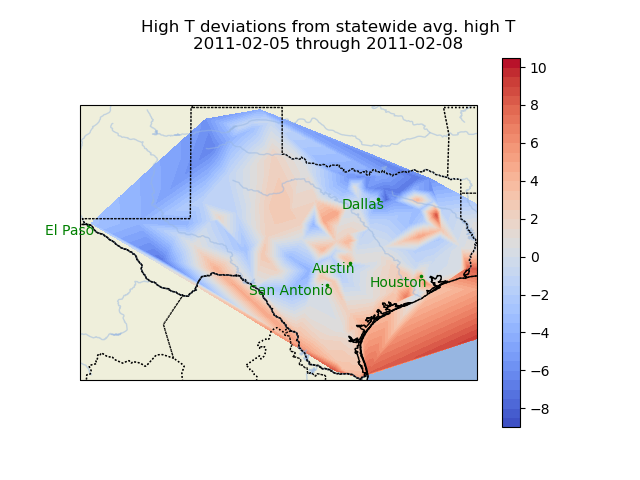 High T deviations from statewide avg. high T
2011-02-05 through 2011-02-08
10
8
6
4
2
0
−2
−4
−6
−8
Dallas
El Paso
Austin
Houston
San Antonio